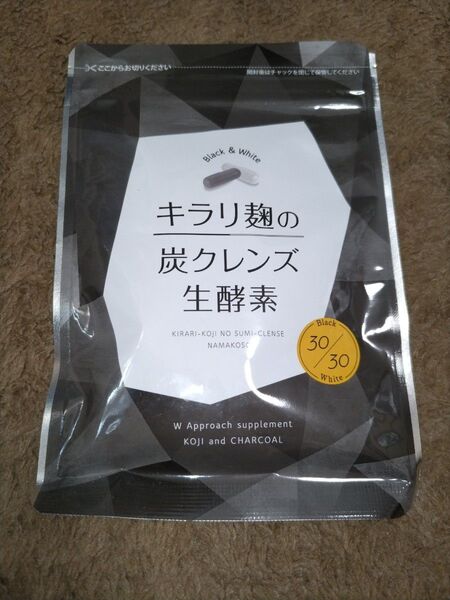 ここからお切りください
開封後はチャックを閉じて保管してください
Black & White
キラリ麹の
炭クレンズ
生酵素
KIRARI-KOJI NO SUMI-CLENSE
NAMAKOSO
Black
30/30
White
W Approach supplement
KOJI and CHARCOAL